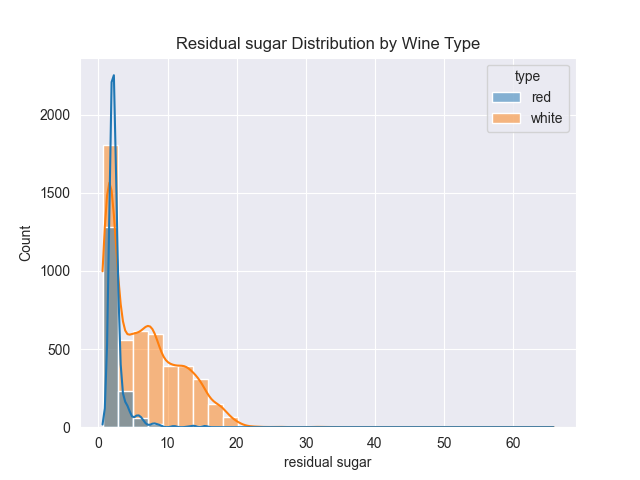 Residual sugar Distribution by Wine Type
type
red
white
Count
2000
1500
1000
500
0
0 10 20 30 40 50 60
residual sugar